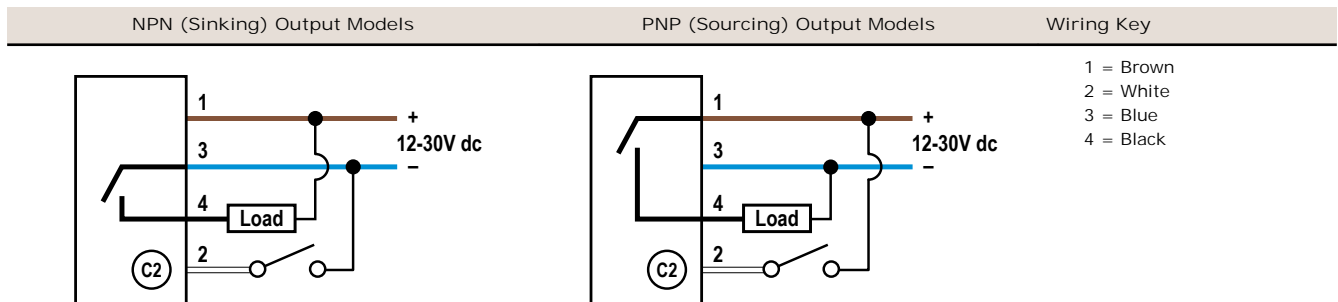 NPN (Sinking) Output Models
PNP (Sourcing) Output Models
Wiring Key
1
+
12-30V dc
3
–
4
Load
2
C2
1
+
12-30V dc
3
–
4
Load
2
C2
1 = Brown
2 = White
3 = Blue
4 = Black